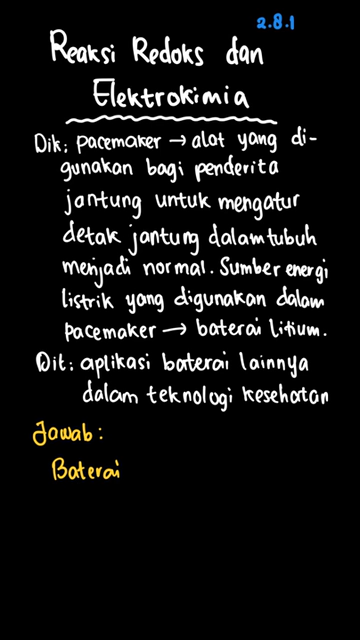 2.8.1
Reaksi Redoks dan
Elektrokimia
Dik: pacemaker → alat yang di-
gunakan bagi penderita
jantung untuk mengatur
detak jantung dalam tubuh
menjadi normal. Sumber energi
listrik yang digunakan dalam
pacemaker → baterai litium.
Dit: aplikasi baterai lainnya
dalam teknologi kesehatan
Jawab:
Baterai